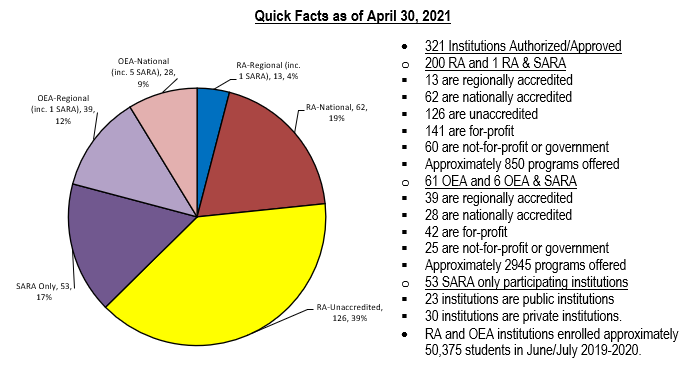 Quick Facts as of April 30, 2021
OEA-National
(inc. 5 SARA), 28,
9%
RA-Regional (inc.
1 SARA), 13, 4%
OEA-Regional
(inc. 1 SARA), 39,
12%
RA-National, 62,
19%
SARA Only, 53,
17%
RA-Unaccredited,
126, 39%
• 321 Institutions Authorized/Approved
o 200 RA and 1 RA & SARA
▪ 13 are regionally accredited
▪ 62 are nationally accredited
▪ 126 are unaccredited
▪ 141 are for-profit
▪ 60 are not-for-profit or government
▪ Approximately 850 programs offered
o 61 OEA and 6 OEA & SARA
▪ 39 are regionally accredited
▪ 28 are nationally accredited
▪ 42 are for-profit
▪ 25 are not-for-profit or government
▪ Approximately 2945 programs offered
o 53 SARA only participating institutions
▪ 23 institutions are public institutions
▪ 30 institutions are private institutions.
• RA and OEA institutions enrolled approximately
50,375 students in June/July 2019-2020.